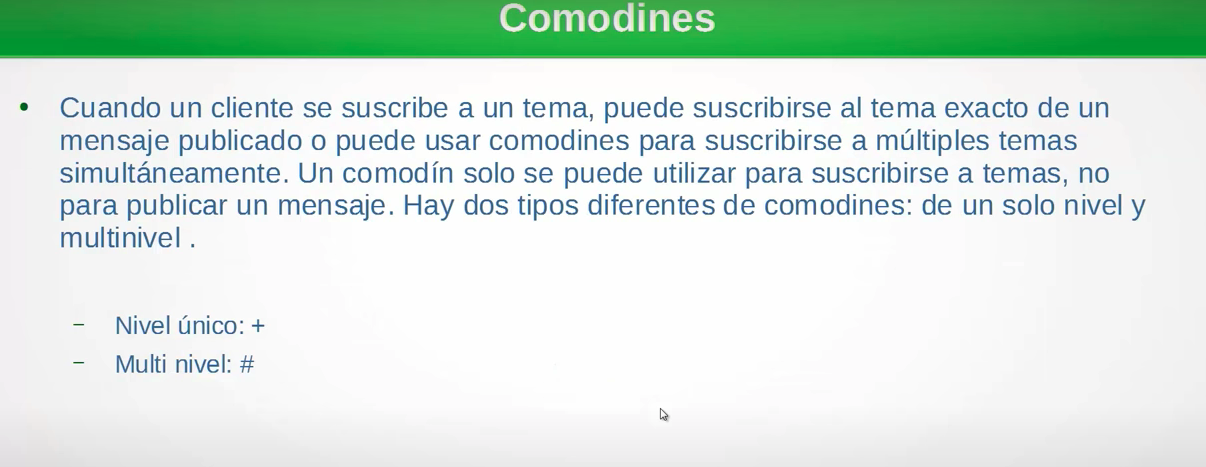 Comodines
Cuando un cliente se suscribe a un tema, puede suscribirse al tema exacto de un
mensaje publicado o puede usar comodines para suscribirse a múltiples temas
simultáneamente. Un comodín solo se puede utilizar para suscribirse a temas, no
para publicar un mensaje. Hay dos tipos diferentes de comodines: de un solo nivel y
multinivel .
– Nivel único: +
– Multi nivel: #